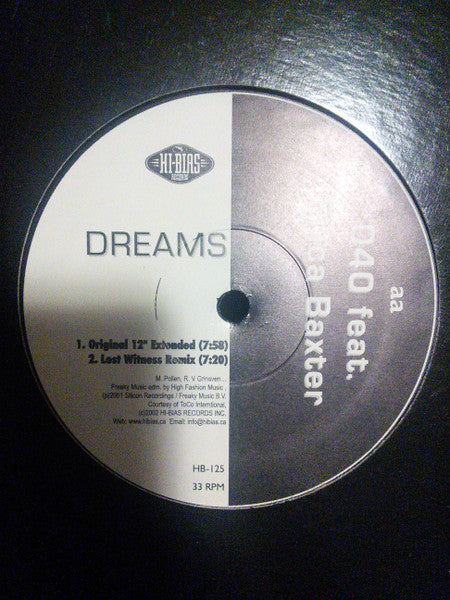 HI-BIAS
RECORDS
DREAMS
1. Original 12" Extended (7:58)
2. Lost Witness Remix (7:20)
M. Pollen, R. V Grinsven ..
Freaky Music adm. by High Fashion Music .
(p)2001 Silicon Recordings / Freaky Music B.V.
Courtesy of ToCo Interntional,
(c)2002 HI-BIAS RECORDS INC.
Web: www.hibias.ca Email: info@hibias.ca
HB-125
33 RPM
aa
040 feat.
Baxter